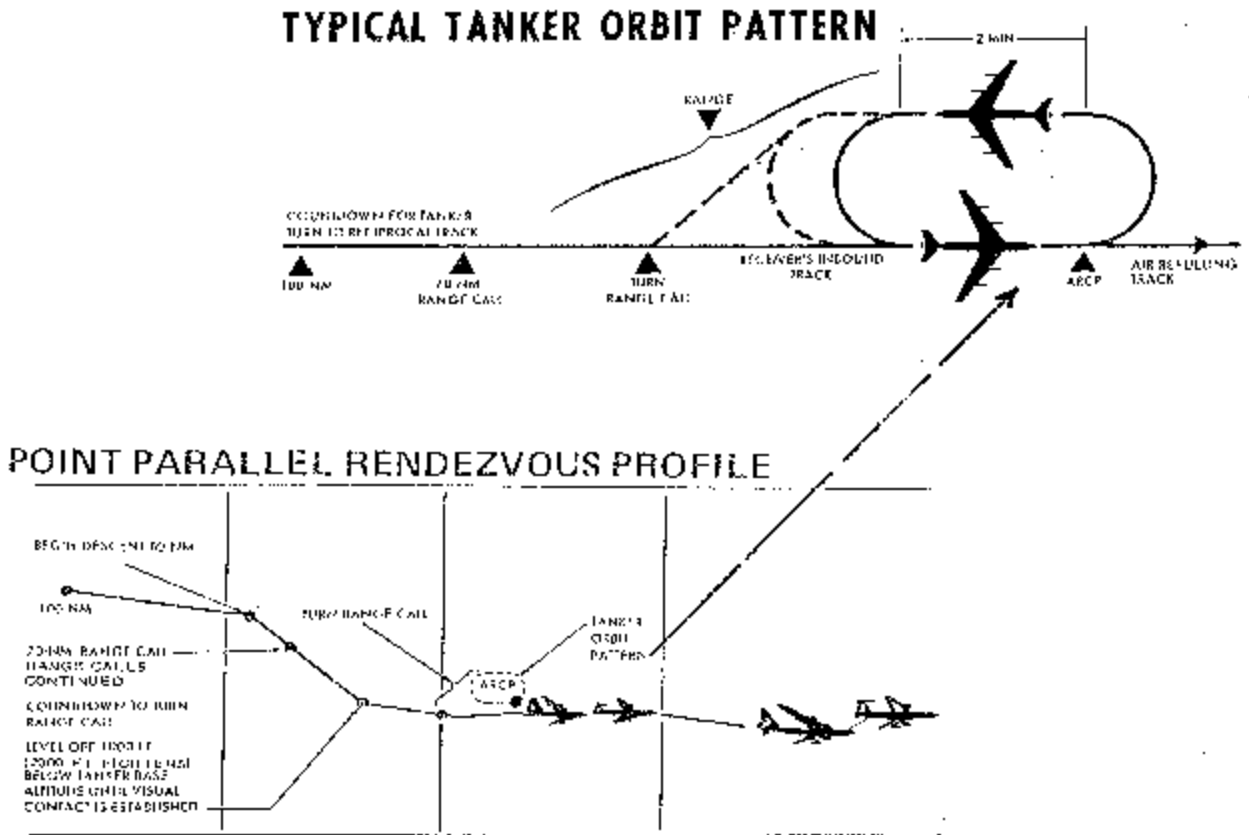 TYPICAL TANKER ORBIT PATTERN
2 MIN
RANGE
COUNTDOWN FOR TANKER
TURN TO RECIPROCAL TRACK
100 NM
70 NM
RANGE CALL
TURN
RANGE CALL
RECEIVER'S INBOUND
TRACK
ARCP
AIR REFUELING
TRACK
POINT PARALLEL RENDEZVOUS PROFILE
BEGIN DESCENT
100 NM
TURN RANGE CALL
TANKER
ORBIT
PATTERN
ARCP
70 NM RANGE CALL
RANGE CALLS
CONTINUED
COUNTDOWN TO TURN
RANGE CALL
LEVEL OFF
BELOW TANKER BASE
ALTITUDE UNTIL VISUAL
CONTACT IS ESTABLISHED